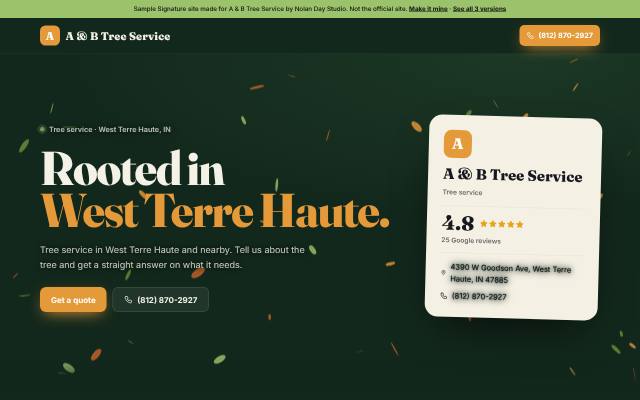 Sample Signature site made for A & B Tree Service by Nolan Day Studio. Not the official site. Make it mine · See all 3 versions
A A & B Tree Service
(812) 870-2927
Tree service · West Terre Haute, IN
Rooted in
West Terre Haute.
Tree service in West Terre Haute and nearby. Tell us about the
tree and get a straight answer on what it needs.
Get a quote
(812) 870-2927
A
A & B Tree Service
Tree service
4.8
25 Google reviews
4390 W Goodson Ave, West Terre
Haute, IN 47885
(812) 870-2927